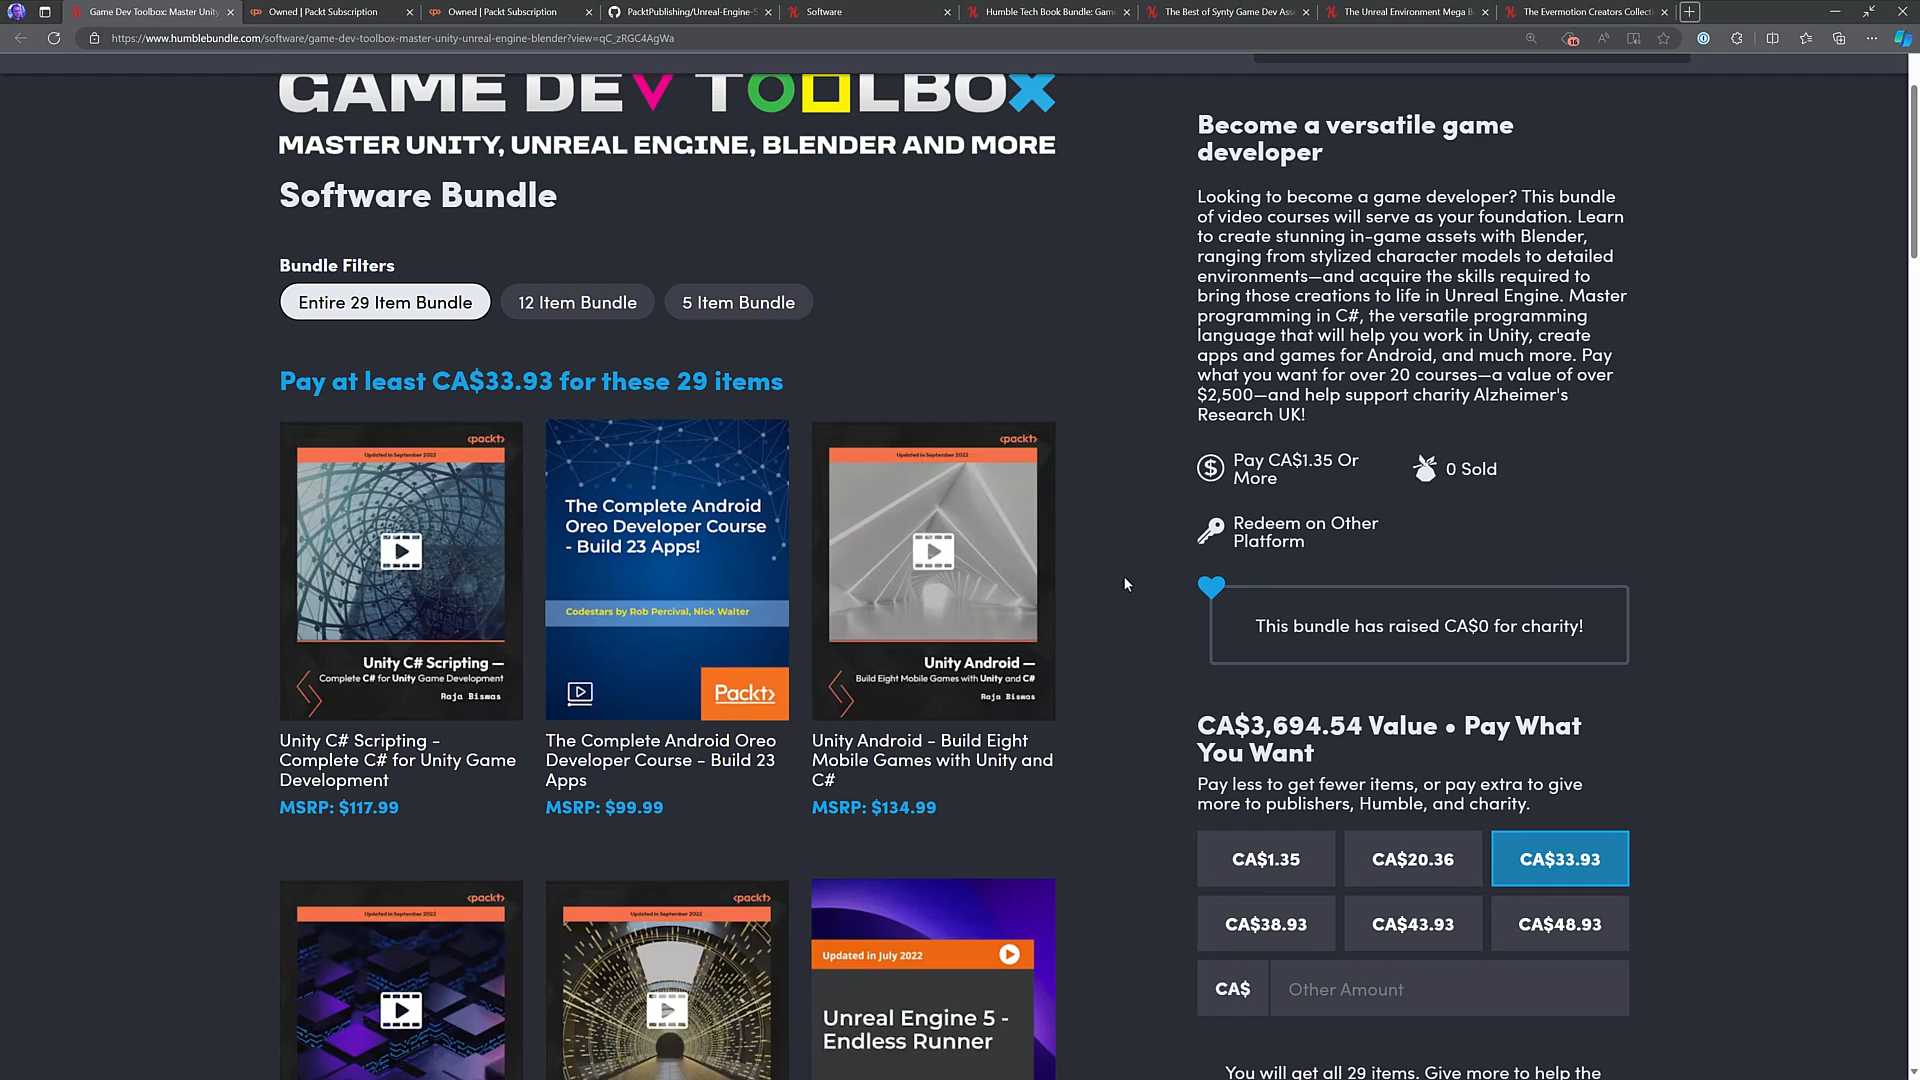 Game Dev Toolbox: Master Unity
Owned | Packt Subscription
Owned | Packt Subscription
PacktPublishing/Unreal-Engine-5
Software
Humble Tech Book Bundle: Gam
The Best of Synty Game Dev Ass
The Unreal Environment Mega B
The Evermotion Creators Collecti
https://www.humblebundle.com/software/game-dev-toolbox-master-unity-unreal-engine-blender?view=qC_zRGC4AgWa
16
GAME DEV TOOLBOX
MASTER UNITY, UNREAL ENGINE, BLENDER AND MORE
Software Bundle
Bundle Filters
Entire 29 Item Bundle
12 Item Bundle
5 Item Bundle
Pay at least CA$33.93 for these 29 items
<packt>
Updated in September 2022
Unity C# Scripting —
Complete C# for Unity Game Development
Raja Biswas
Unity C# Scripting –
Complete C# for Unity Game
Development
MSRP: $117.99
The Complete Android
Oreo Developer Course
- Build 23 Apps!
Codestars by Rob Percival, Nick Walter
Packt>
The Complete Android Oreo
Developer Course – Build 23
Apps
MSRP: $99.99
<packt>
Updated in September 2022
Unity Android —
Build Eight Mobile Games with Unity and C#
Raja Biswas
Unity Android – Build Eight
Mobile Games with Unity and
C#
MSRP: $134.99
<packt>
Updated in September 2022
<packt>
Updated in September 2022
Updated in July 2022
Unreal Engine 5 -
Endless Runner
Become a versatile game
developer
Looking to become a game developer? This bundle
of video courses will serve as your foundation. Learn
to create stunning in-game assets with Blender,
ranging from stylized character models to detailed
environments—and acquire the skills required to
bring those creations to life in Unreal Engine. Master
programming in C#, the versatile programming
language that will help you work in Unity, create
apps and games for Android, and much more. Pay
what you want for over 20 courses—a value of over
$2,500—and help support charity Alzheimer's
Research UK!
Pay CA$1.35 Or
More
0 Sold
Redeem on Other
Platform
This bundle has raised CA$0 for charity!
CA$3,694.54 Value • Pay What
You Want
Pay less to get fewer items, or pay extra to give
more to publishers, Humble, and charity.
CA$1.35
CA$20.36
CA$33.93
CA$38.93
CA$43.93
CA$48.93
CA$
Other Amount
You will get all 29 items. Give more to help the